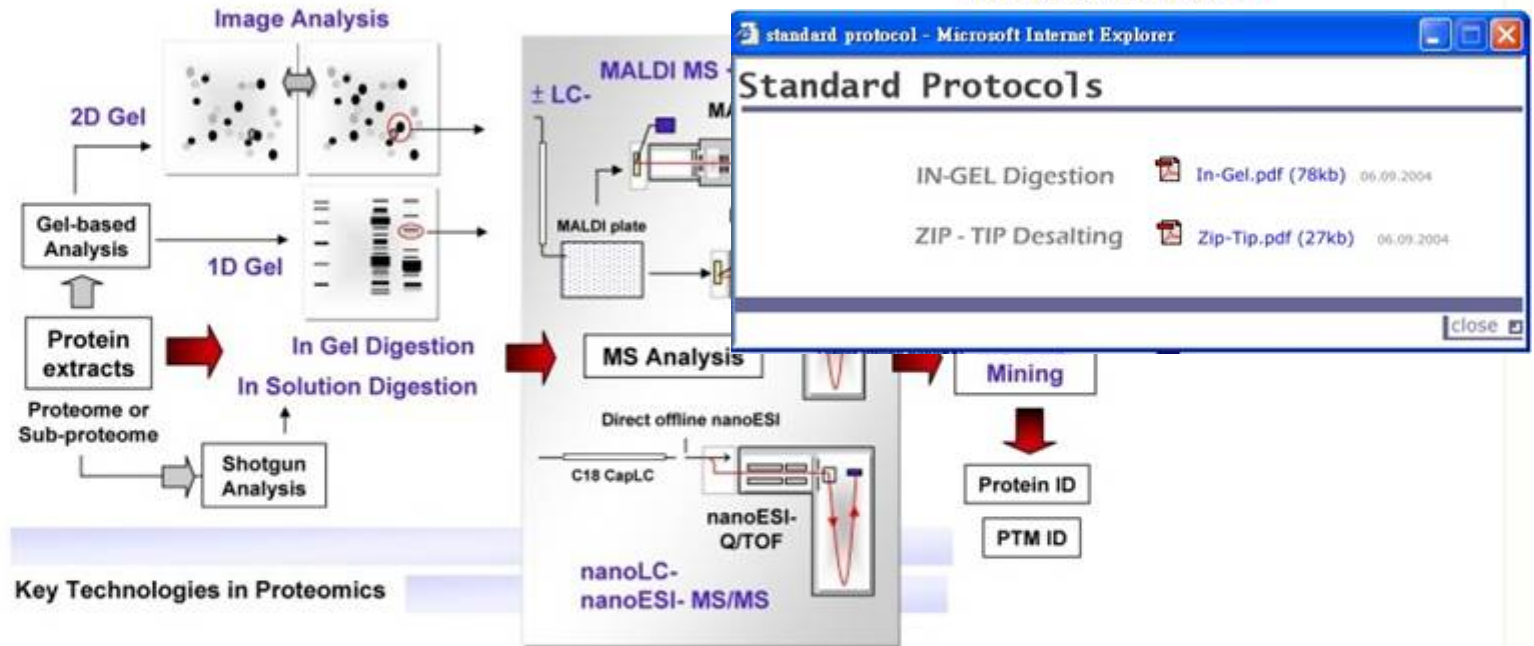 Image Analysis
2D Gel
Gel-based
Analysis
1D Gel
Protein
extracts
In Gel Digestion
In Solution Digestion
Proteome or
Sub-proteome
Shotgun
Analysis
Key Technologies in Proteomics
MALDI MS
± LC-
MALDI plate
MS Analysis
Direct offline nanoESI
C18 CapLC
nanoESI-
Q/TOF
nanoLC-
nanoESI- MS/MS
standard protocol - Microsoft Internet Explorer
Standard Protocols
IN-GEL Digestion In-Gel.pdf (78kb) 06.09.2004
ZIP - TIP Desalting Zip-Tip.pdf (27kb) 06.09.2004
close
Mining
Protein ID
PTM ID